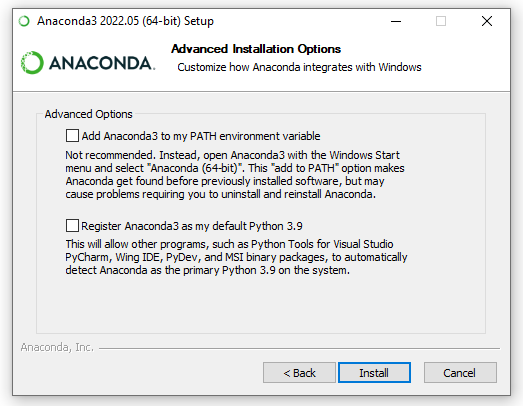 Anaconda3 2022.05 (64-bit) Setup
Advanced Installation Options
ANACONDA.
Customize how Anaconda integrates with Windows
Advanced Options
Add Anaconda3 to my PATH environment variable
Not recommended. Instead, open Anaconda3 with the Windows Start
menu and select "Anaconda (64-bit)". This "add to PATH" option makes
Anaconda get found before previously installed software, but may
cause problems requiring you to uninstall and reinstall Anaconda.
Register Anaconda3 as my default Python 3.9
This will allow other programs, such as Python Tools for Visual Studio
PyCharm, Wing IDE, PyDev, and MSI binary packages, to automatically
detect Anaconda as the primary Python 3.9 on the system.
Anaconda, Inc.
< Back
Install
Cancel